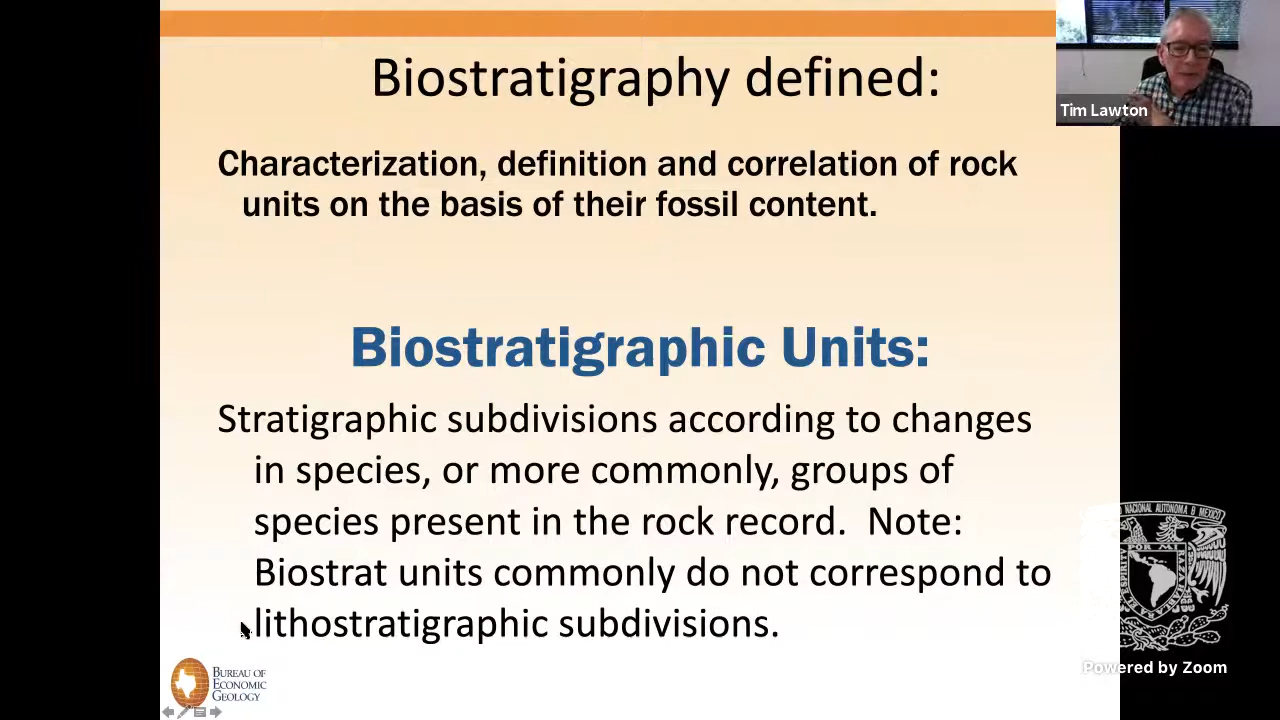 Biostratigraphy defined:
Tim Lawton
Characterization, definition and correlation of rock
units on the basis of their fossil content.
Biostratigraphic Units:
Stratigraphic subdivisions according to changes
in species, or more commonly, groups of
species present in the rock record.  Note:
Biostrat units commonly do not correspond to
lithostratigraphic subdivisions.
BUREAU OF
ECONOMIC
GEOLOGY
Powered by Zoom